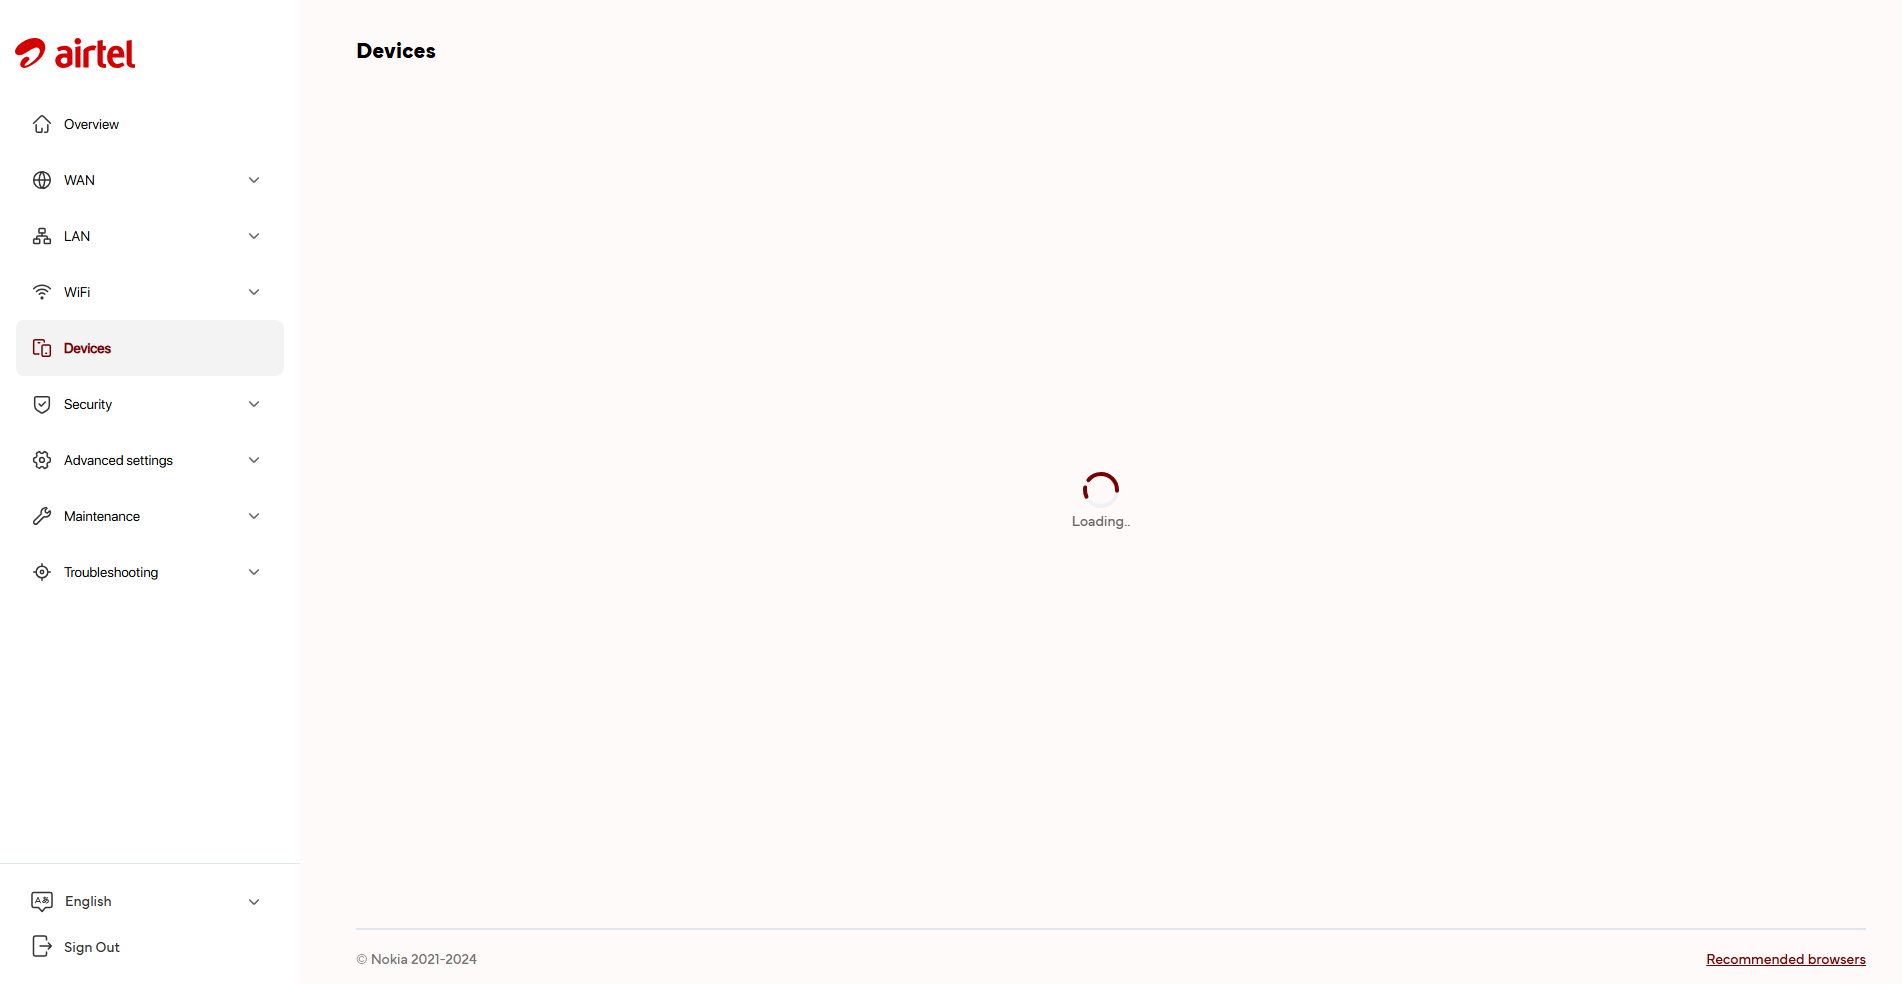 airtel
Overview
WAN
LAN
WiFi
Devices
Security
Advanced settings
Maintenance
Troubleshooting
English
Sign Out
Devices
Loading..
© Nokia 2021-2024
Recommended browsers